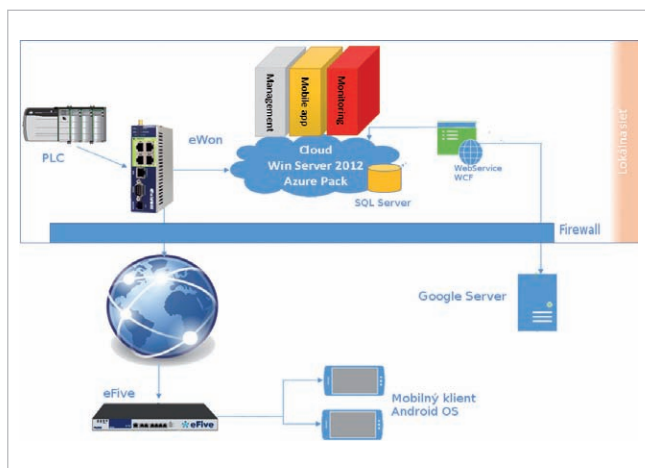 Management
Mobile app
Monitoring
Lokálna sieť
PLC
eWon
Cloud
Win Server 2012
Azure Pack
SQL Server
WebService
WCF
Firewall
Google Server
eFive
eFive
Mobilný klient
Android OS